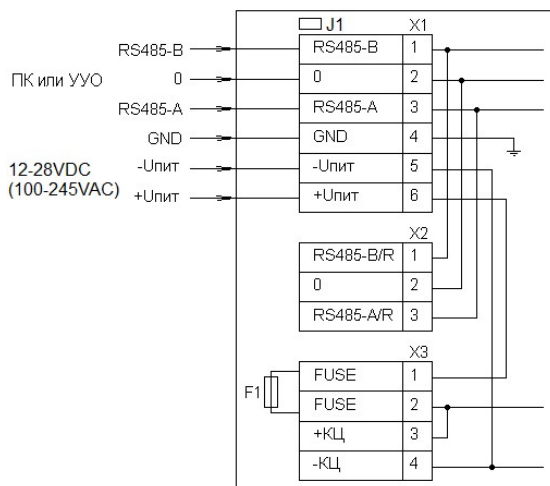 J1 X1
RS485-B RS485-B 1
ПК или УУО 0 0 2
RS485-A RS485-A 3
GND GND 4
12-28VDC -Uпит -Uпит 5
(100-245VAC) +Uпит +Uпит 6
X2
RS485-B/R 1
0 2
RS485-A/R 3
X3
FUSE 1
F1 FUSE 2
+КЦ 3
-КЦ 4